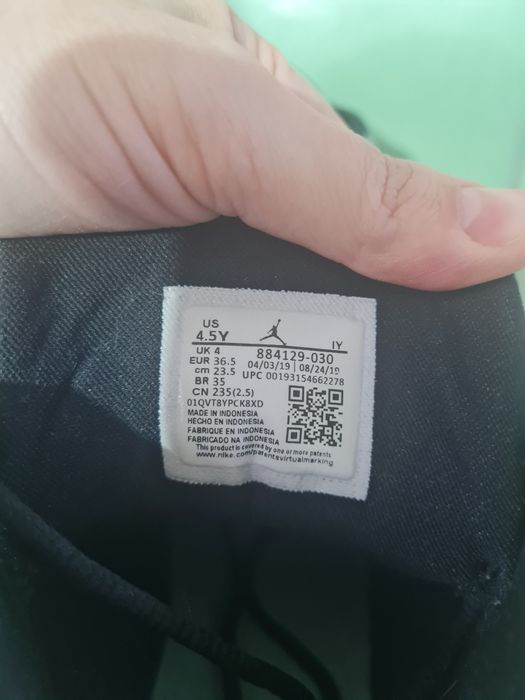 US
4.5Y
IY
UK 4
884129-030
EUR 36.5
04/03/19 | 08/24/19
cm 23.5
UPC 00193154662278
BR 35
CN 235(2.5)
01QVT8YPCK8XD
MADE IN INDONESIA
HECHO EN INDONESIA
FABRIQUE EN INDONESIA
FABRICADO NA INDONESIA
This product is covered by one or more patents
www.nike.com/patentsvirtualmarking